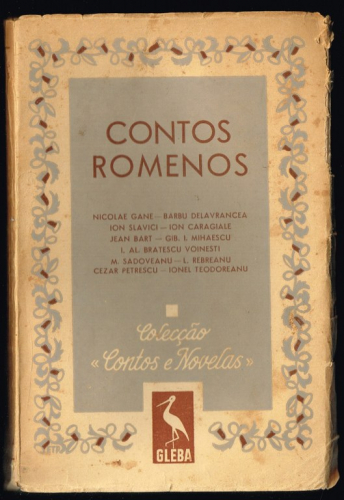 CONTOS
ROMENOS
NICOLAE GANE — BARBU DELAVRANCEA
ION SLAVICI — ION CARAGIALE
JEAN BART — GIB. I. MIHAESCU
I. AL. BRATESCU VOINESTI
M. SADOVEANU — L. REBREANU
CEZAR PETRESCU — IONEL TEODOREANU
Colecção
«Contos e Novelas»
GLEBA